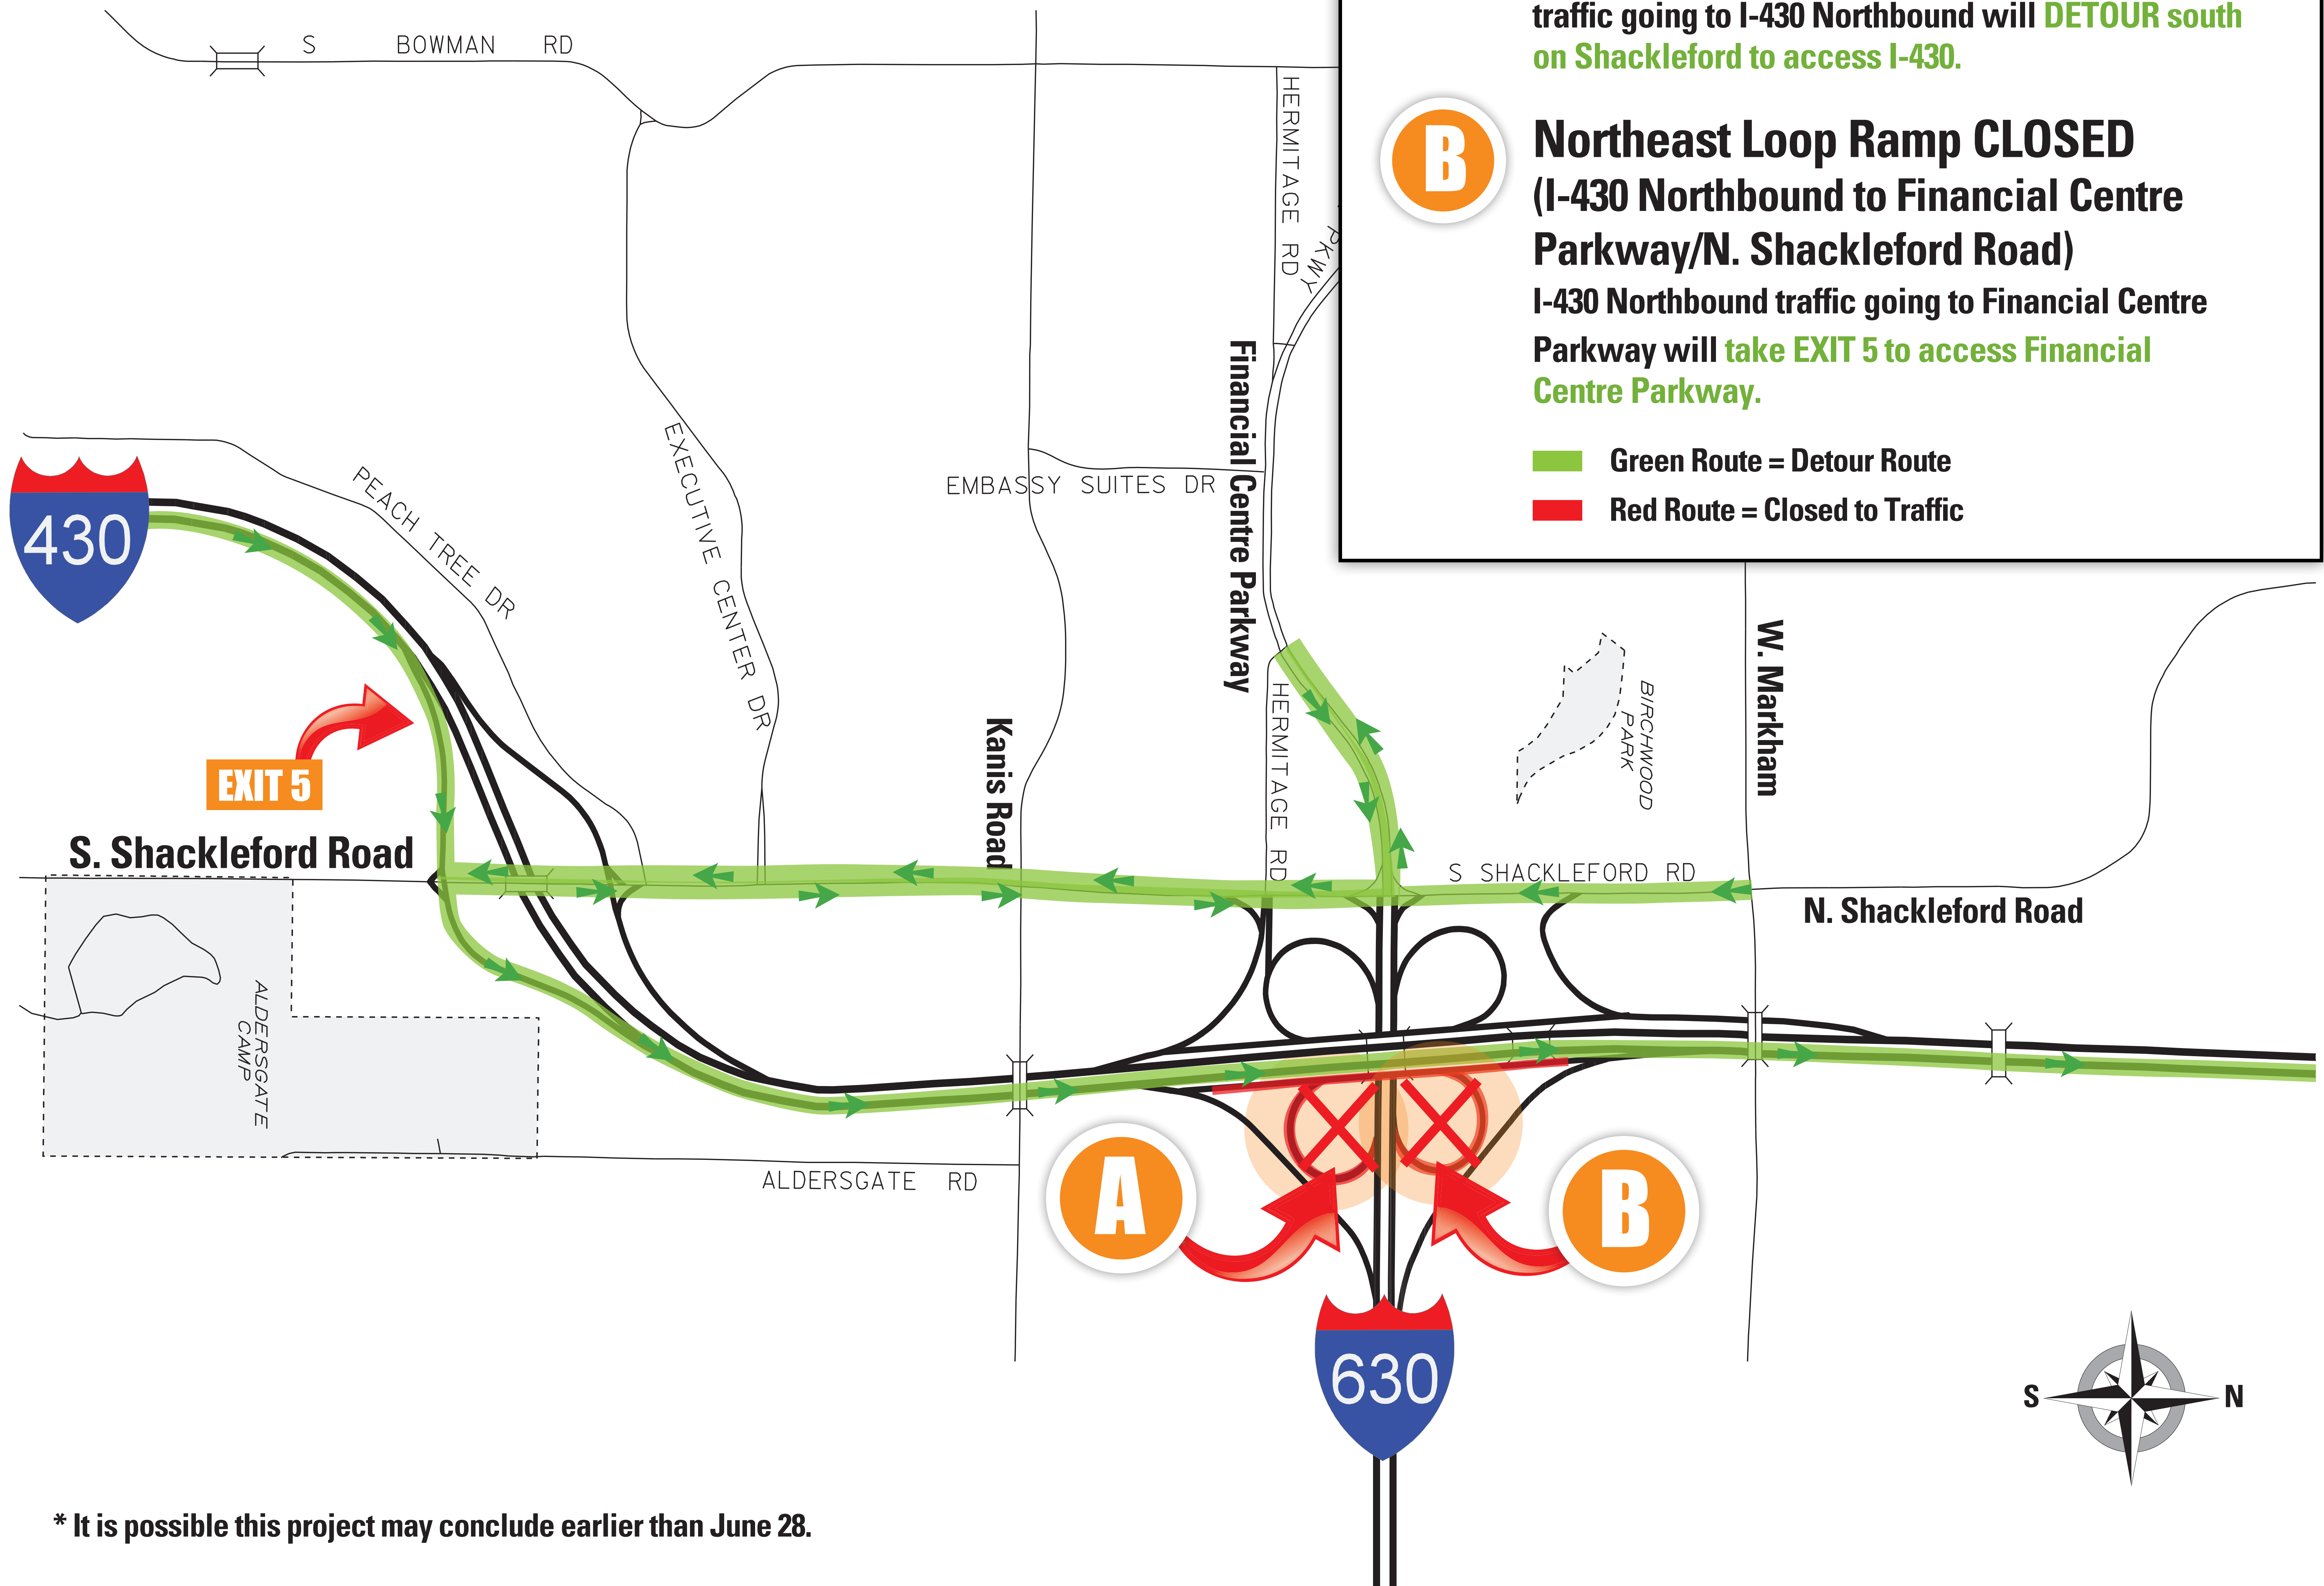 traffic going to I-430 Northbound will DETOUR south
on Shackleford to access I-430.
B
Northeast Loop Ramp CLOSED
(I-430 Northbound to Financial Centre
Parkway/N. Shackleford Road)
I-430 Northbound traffic going to Financial Centre
Parkway will take EXIT 5 to access Financial
Centre Parkway.
Green Route = Detour Route
Red Route = Closed to Traffic
S BOWMAN RD
HERMITAGE RD
PKWY
Financial Centre Parkway
EMBASSY SUITES DR
EXECUTIVE CENTER DR
PEACH TREE DR
430
EXIT 5
S. Shackleford Road
Kanis Road
HERMITAGE RD
BIRCHWOOD
PARK
W. Markham
S SHACKLEFORD RD
N. Shackleford Road
ALDERSGATE
CAMP
ALDERSGATE RD
A
B
630
S
N
* It is possible this project may conclude earlier than June 28.